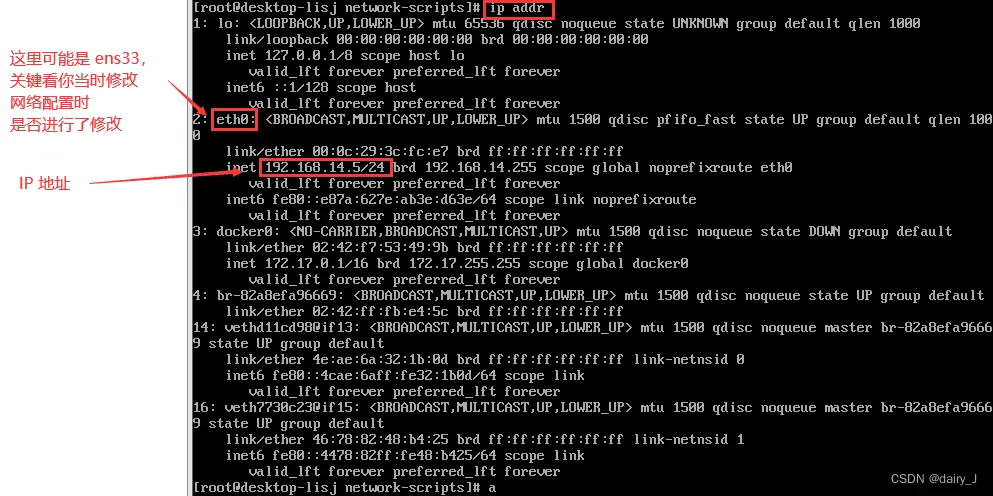 [root@desktop-lisj network-scripts]# ip addr
1: lo: <LOOPBACK,UP,LOWER_UP> mtu 65536 qdisc noqueue state UNKNOWN group default qlen 1000
link/loopback 00:00:00:00:00:00 brd 00:00:00:00:00:00
inet 127.0.0.1/8 scope host lo
valid_lft forever preferred_lft forever
inet6 ::1/128 scope host
valid_lft forever preferred_lft forever
这里可能是 ens33，
关键看你当时修改
网络配置时
是否进行了修改
2: eth0: <BROADCAST,MULTICAST,UP,LOWER_UP> mtu 1500 qdisc pfifo_fast state UP group default qlen 100
0
link/ether 00:0c:29:3c:fc:e7 brd ff:ff:ff:ff:ff:ff
inet 192.168.14.5/24 brd 192.168.14.255 scope global noprefixroute eth0
IP 地址
valid_lft forever preferred_lft forever
inet6 fe80::e87a:627e:ab3e:d63e/64 scope link noprefixroute
valid_lft forever preferred_lft forever
3: docker0: <NO-CARRIER,BROADCAST,MULTICAST,UP> mtu 1500 qdisc noqueue state DOWN group default
link/ether 02:42:f7:53:49:9b brd ff:ff:ff:ff:ff:ff
inet 172.17.0.1/16 brd 172.17.255.255 scope global docker0
valid_lft forever preferred_lft forever
4: br-82a8efa96669: <BROADCAST,MULTICAST,UP,LOWER_UP> mtu 1500 qdisc noqueue state UP group default
link/ether 02:42:ff:fb:e4:5c brd ff:ff:ff:ff:ff:ff
14: vethd11cd98@if13: <BROADCAST,MULTICAST,UP,LOWER_UP> mtu 1500 qdisc noqueue master br-82a8efa9666
9 state UP group default
link/ether 4e:ae:6a:32:1b:0d brd ff:ff:ff:ff:ff:ff link-netnsid 0
inet6 fe80::4cae:6aff:fe32:1b0d/64 scope link
valid_lft forever preferred_lft forever
16: veth7730c23@if15: <BROADCAST,MULTICAST,UP,LOWER_UP> mtu 1500 qdisc noqueue master br-82a8efa9666
9 state UP group default
link/ether 46:78:82:48:b4:25 brd ff:ff:ff:ff:ff:ff link-netnsid 1
inet6 fe80::4478:82ff:fe48:b425/64 scope link
valid_lft forever preferred_lft forever
[root@desktop-lisj network-scripts]# a
CSDN @dairy_J